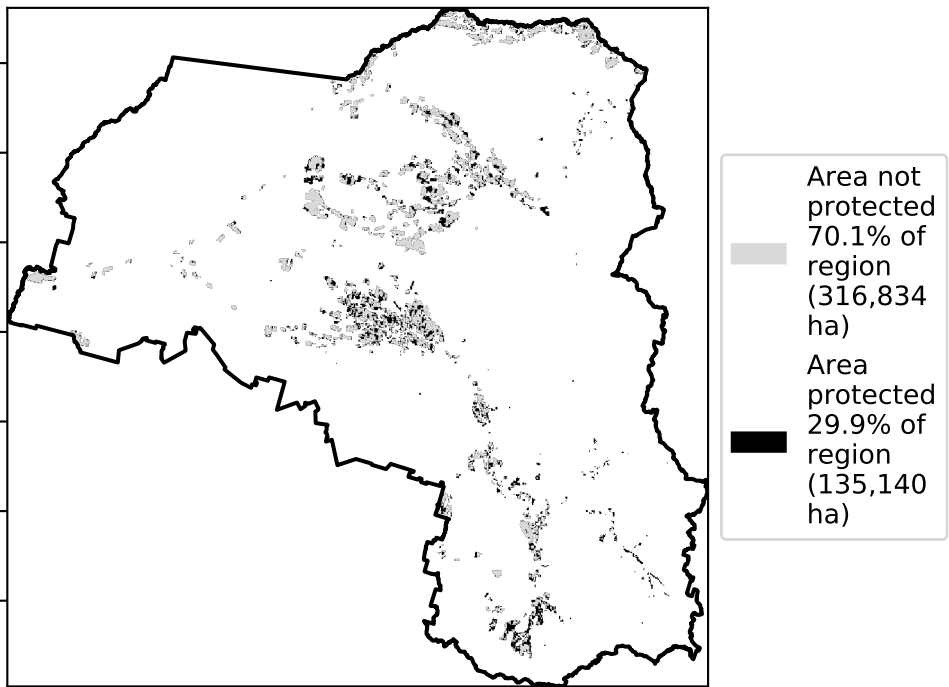 Area not
protected
70.1% of
region
(316,834
ha)
Area
protected
29.9% of
region
(135,140
ha)